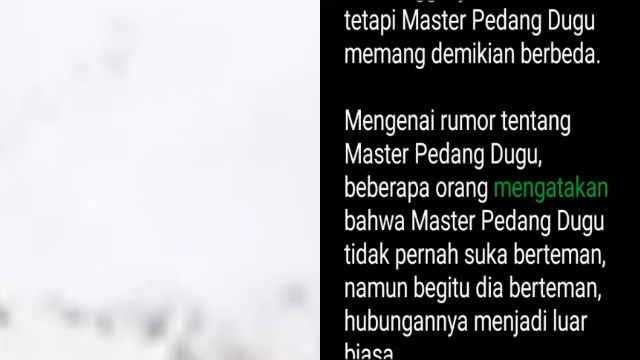 tetapi Master Pedang Dugu
memang demikian berbeda.
Mengenai rumor tentang
Master Pedang Dugu,
beberapa orang mengatakan
bahwa Master Pedang Dugu
tidak pernah suka berteman,
namun begitu dia berteman,
hubungannya menjadi luar
biasa